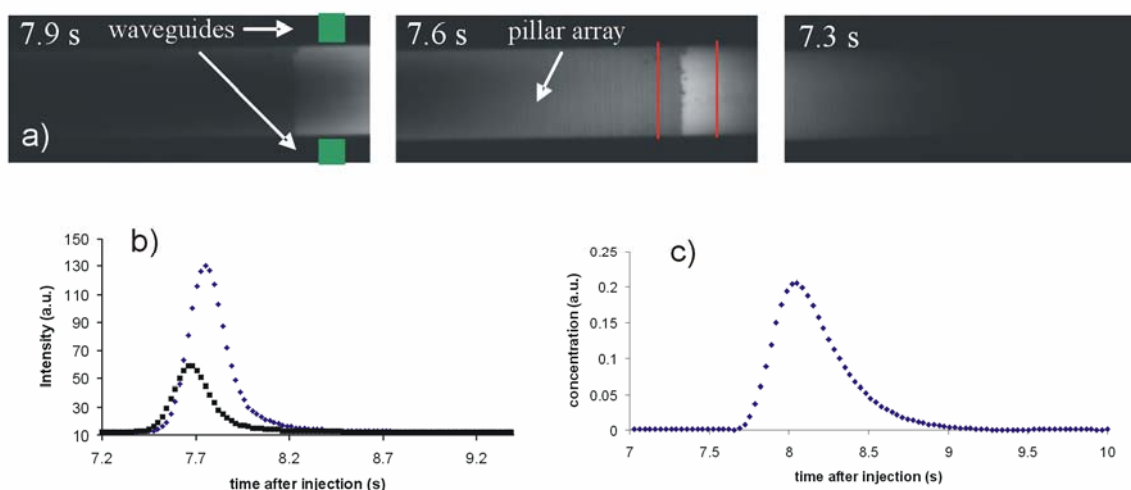 7.9 s waveguides
7.6 s
pillar array
7.3 s
a)
b)
150
130
110
90
70
50
30
10
7.2 7.7 8.2 8.7 9.2
Intensity (a.u.)
time after injection (s)
c)
0.25
0.2
0.15
0.1
0.05
0
7 7.5 8 8.5 9 9.5 10
concentration (a.u.)
time after injection (s)